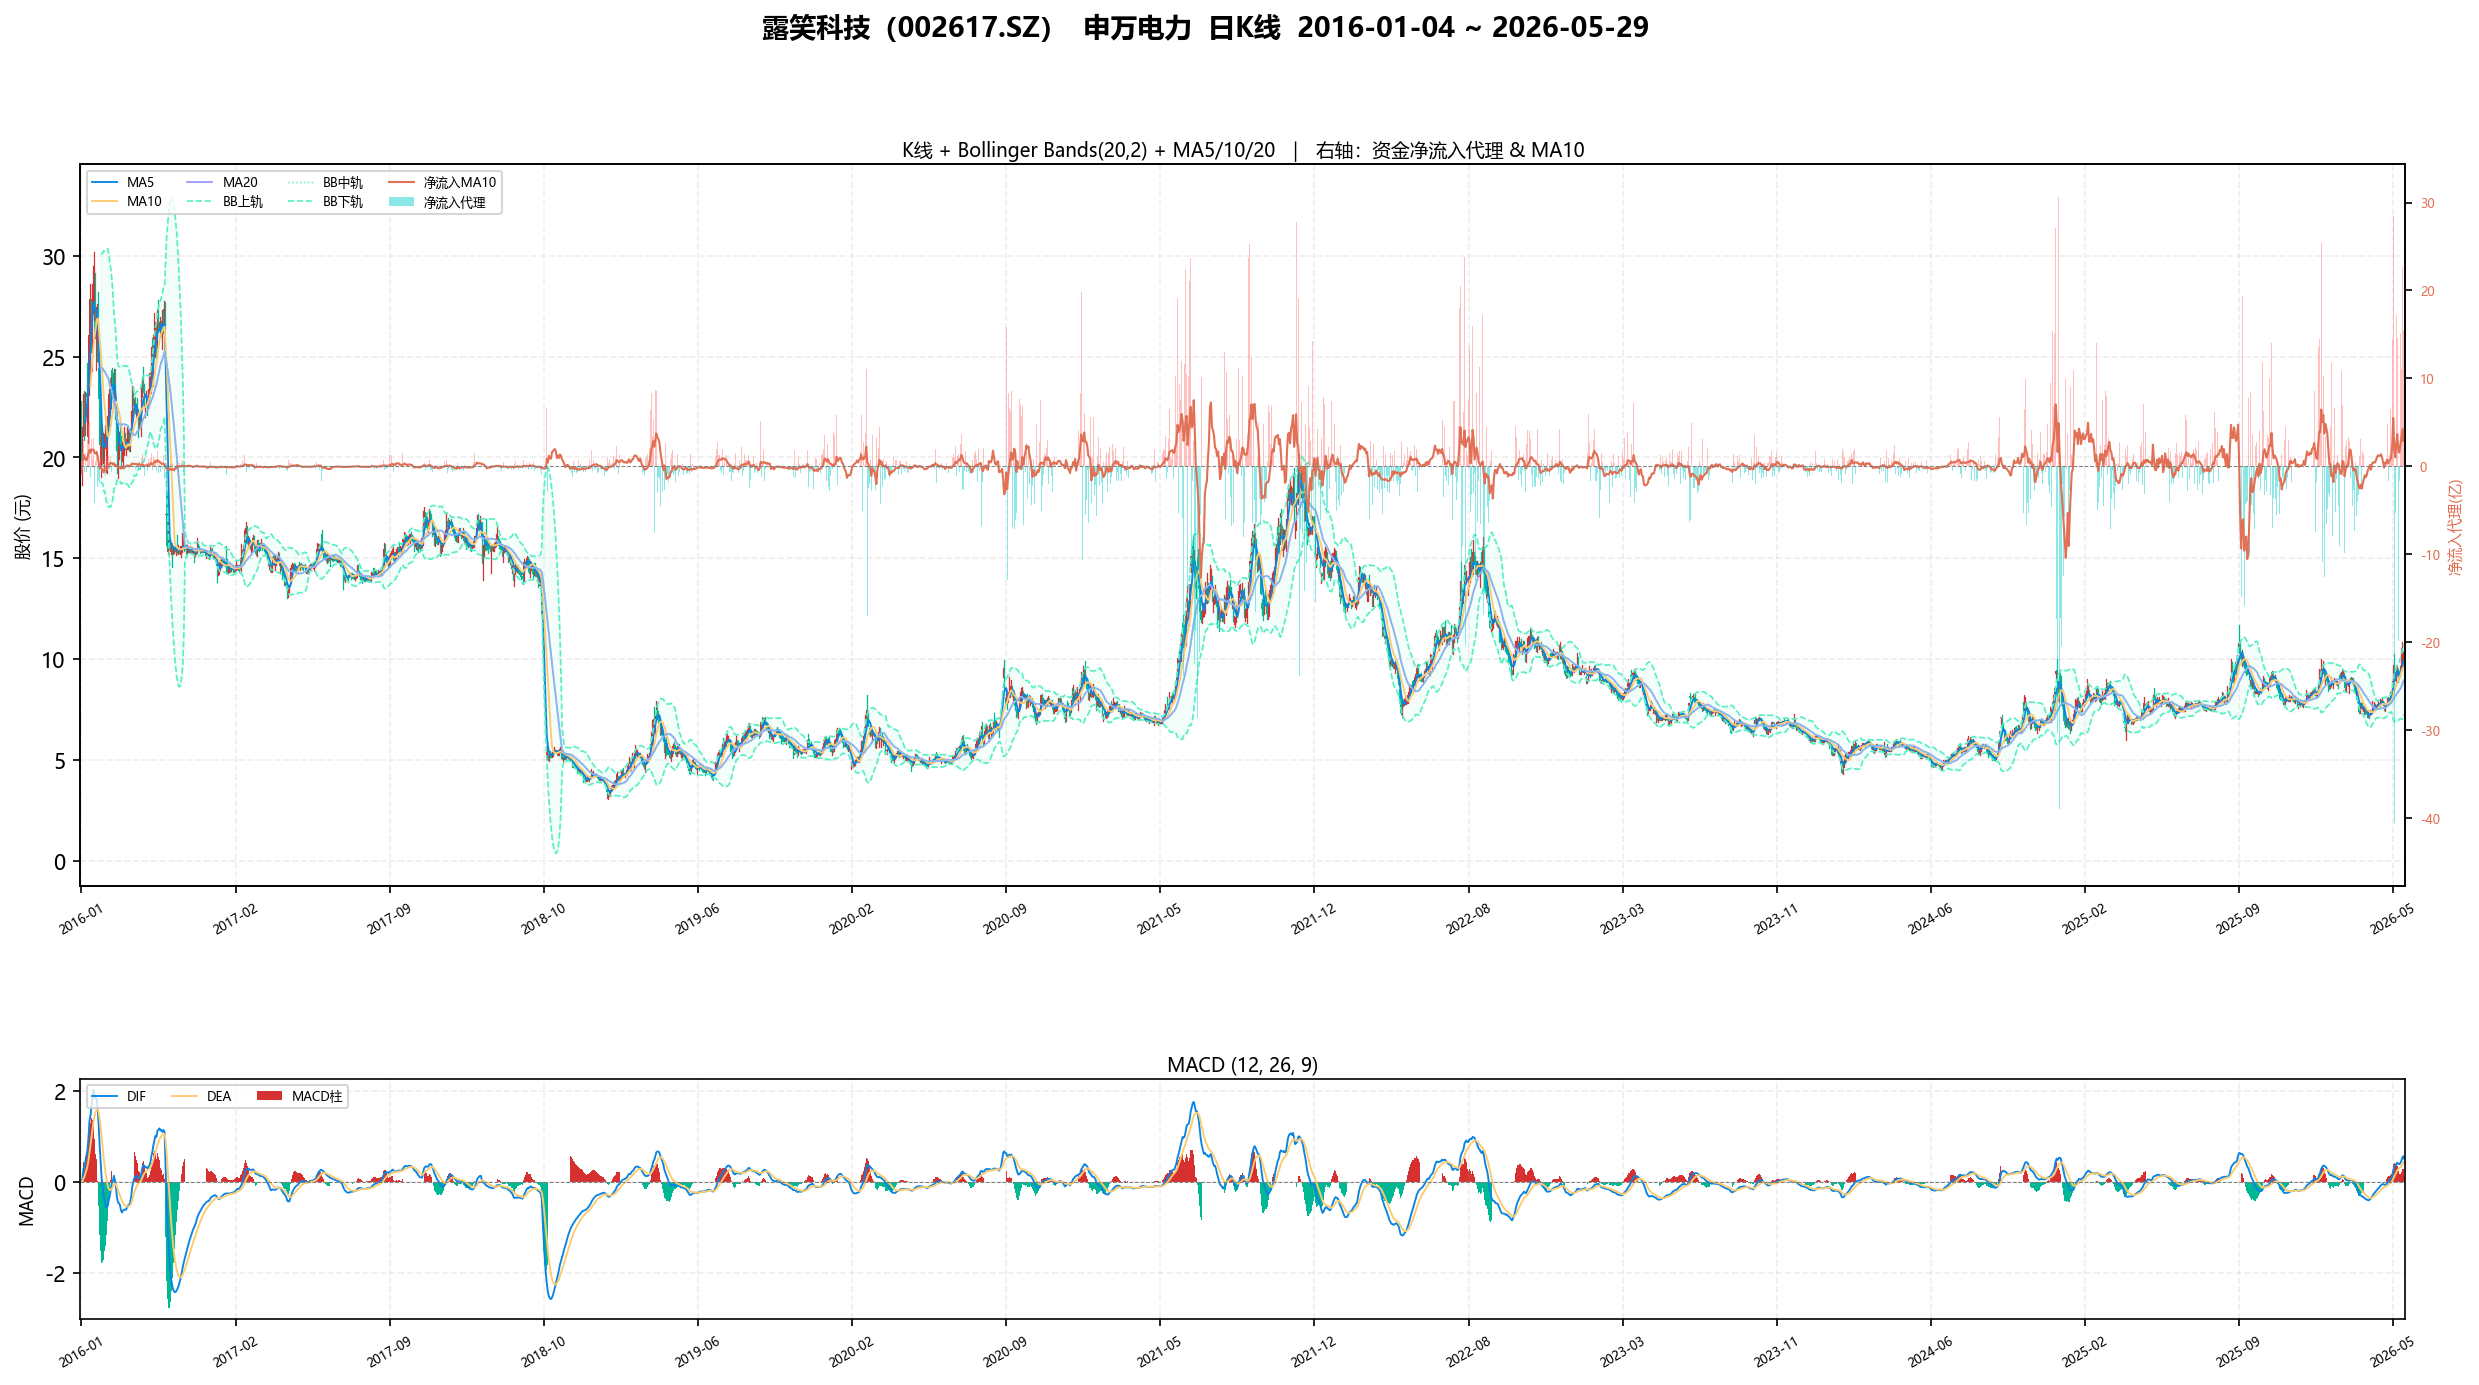 露笑科技（002617.SZ）  申万电力  日K线  2016-01-04 ~ 2026-05-29
K线 + Bollinger Bands(20,2) + MA5/10/20  |  右轴：资金净流入代理 & MA10
MA5
MA10
MA20
BB上轨
BB中轨
BB下轨
净流入MA10
净流入代理
股价 (元)
30
25
20
15
10
5
0
30
20
10
0
-10
-20
-30
-40
净流入代理(亿)
2016-01
2017-02
2017-09
2018-10
2019-06
2020-02
2020-09
2021-05
2021-12
2022-08
2023-03
2023-11
2024-06
2025-02
2025-09
2026-05
MACD (12, 26, 9)
DIF
DEA
MACD柱
MACD
2
0
-2
2016-01
2017-02
2017-09
2018-10
2019-06
2020-02
2020-09
2021-05
2021-12
2022-08
2023-03
2023-11
2024-06
2025-02
2025-09
2026-05